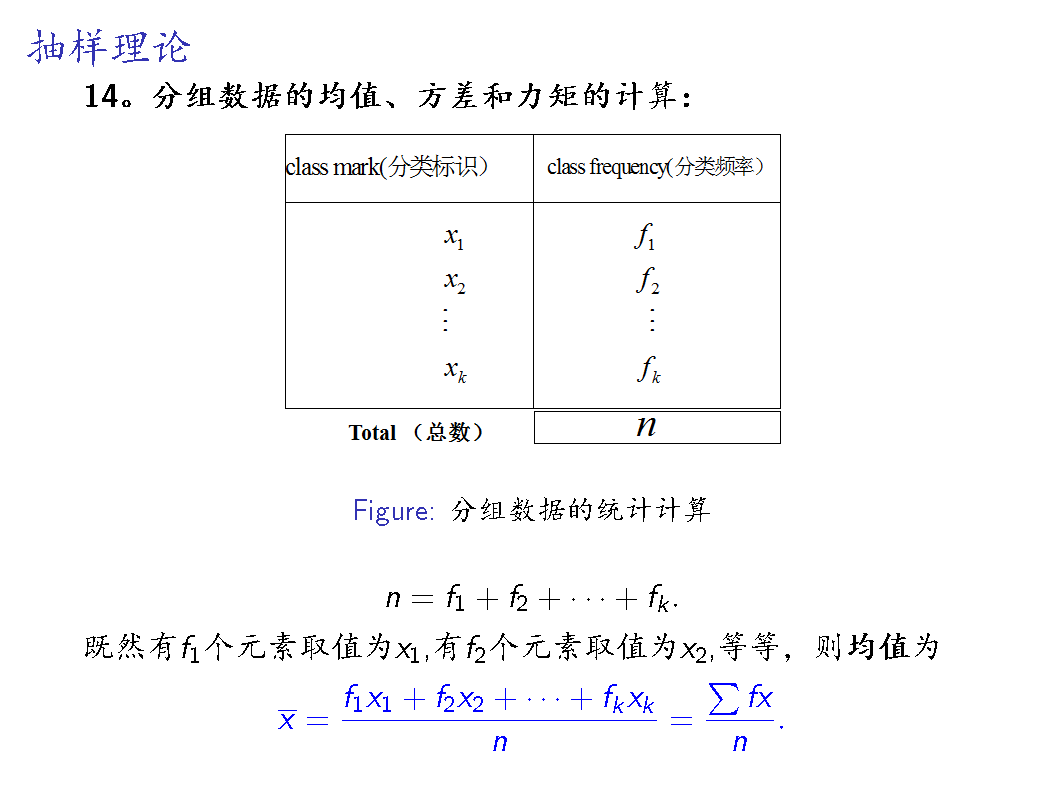 抽样理论
14。分组数据的均值、方差和力矩的计算：
class mark(分类标识） class frequency(分类频率）
x₁ f₁
x₂ f₂
⋮ ⋮
xₖ fₖ
Total （总数） n
Figure: 分组数据的统计计算
n = f₁ + f₂ + ⋯ + fₖ.
既然有f₁个元素取值为x₁,有f₂个元素取值为x₂,等等，则均值为
x̄ = (f₁x₁ + f₂x₂ + ⋯ + fₖxₖ)/n = ∑ fx/n.